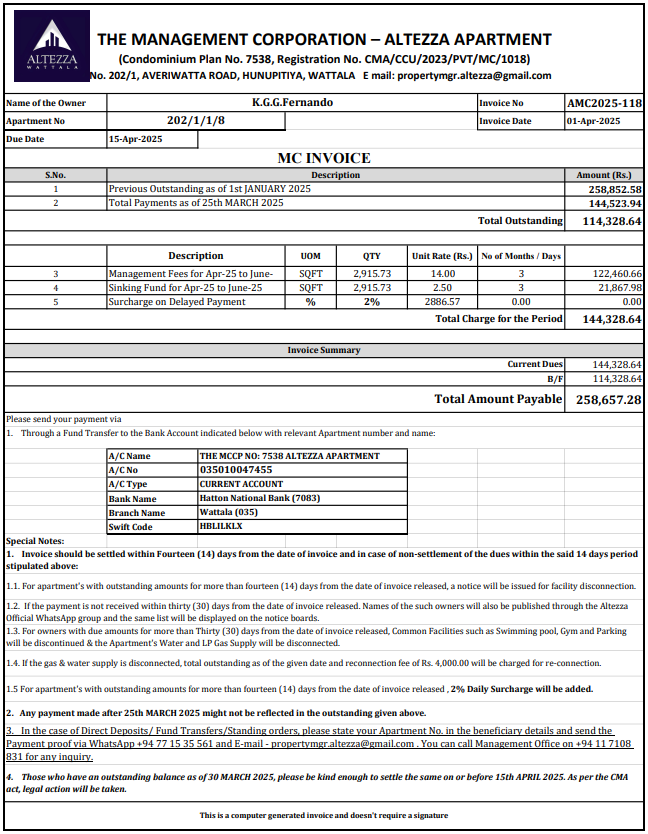 ALTEZZA
WATTALA
THE MANAGEMENT CORPORATION – ALTEZZA APARTMENT
(Condominium Plan No. 7538, Registration No. CMA/CCU/2023/PVT/MC/1018)
No. 202/1, AVERIWATTA ROAD, HUNUPITIYA, WATTALA E mail: propertymgr.altezza@gmail.com
Name of the Owner K.G.G.Fernando Invoice No AMC2025-118
Apartment No 202/1/1/8 Invoice Date 01-Apr-2025
Due Date 15-Apr-2025
MC INVOICE
S.No. Description Amount (Rs.)
1 Previous Outstanding as of 1st JANUARY 2025 258,852.58
2 Total Payments as of 25th MARCH 2025 144,523.94
Total Outstanding 114,328.64
Description UOM QTY Unit Rate (Rs.) No of Months / Days
3 Management Fees for Apr-25 to June- SQFT 2,915.73 14.00 3 122,460.66
4 Sinking Fund for Apr-25 to June-25 SQFT 2,915.73 2.50 3 21,867.98
5 Surcharge on Delayed Payment % 2% 2886.57 0.00 0.00
Total Charge for the Period 144,328.64
Invoice Summary
Current Dues 144,328.64
B/F 114,328.64
Total Amount Payable 258,657.28
Please send your payment via
1. Through a Fund Transfer to the Bank Account indicated below with relevant Apartment number and name:
A/C Name THE MCCP NO: 7538 ALTEZZA APARTMENT
A/C No 035010047455
A/C Type CURRENT ACCOUNT
Bank Name Hatton National Bank (7083)
Branch Name Wattala (035)
Swift Code HBLILKLX
Special Notes:
1. Invoice should be settled within Fourteen (14) days from the date of invoice and in case of non-settlement of the dues within the said 14 days period
stipulated above:
1.1. For apartment's with outstanding amounts for more than fourteen (14) days from the date of invoice released, a notice will be issued for facility disconnection.
1.2. If the payment is not received within thirty (30) days from the date of invoice released. Names of the such owners will also be published through the Altezza
Official WhatsApp group and the same list will be displayed on the notice boards.
1.3. For owners with due amounts for more than Thirty (30) days from the date of invoice released, Common Facilities such as Swimming pool, Gym and Parking
will be discontinued & the Apartment's Water and LP Gas Supply will be disconnected.
1.4. If the gas & water supply is disconnected, total outstanding as of the given date and reconnection fee of Rs. 4,000.00 will be charged for re-connection.
1.5 For apartment's with outstanding amounts for more than fourteen (14) days from the date of invoice released , 2% Daily Surcharge will be added.
2. Any payment made after 25th MARCH 2025 might not be reflected in the outstanding given above.
3. In the case of Direct Deposits/ Fund Transfers/Standing orders, please state your Apartment No. in the beneficiary details and send the
Payment proof via WhatsApp +94 77 15 35 561 and E-mail - propertymgr.altezza@gmail.com . You can call Management Office on +94 11 7108
831 for any inquiry.
4. Those who have an outstanding balance as of 30 MARCH 2025, please be kind enough to settle the same on or before 15th APRIL 2025. As per the CMA
act, legal action will be taken.
This is a computer generated invoice and doesn't require a signature